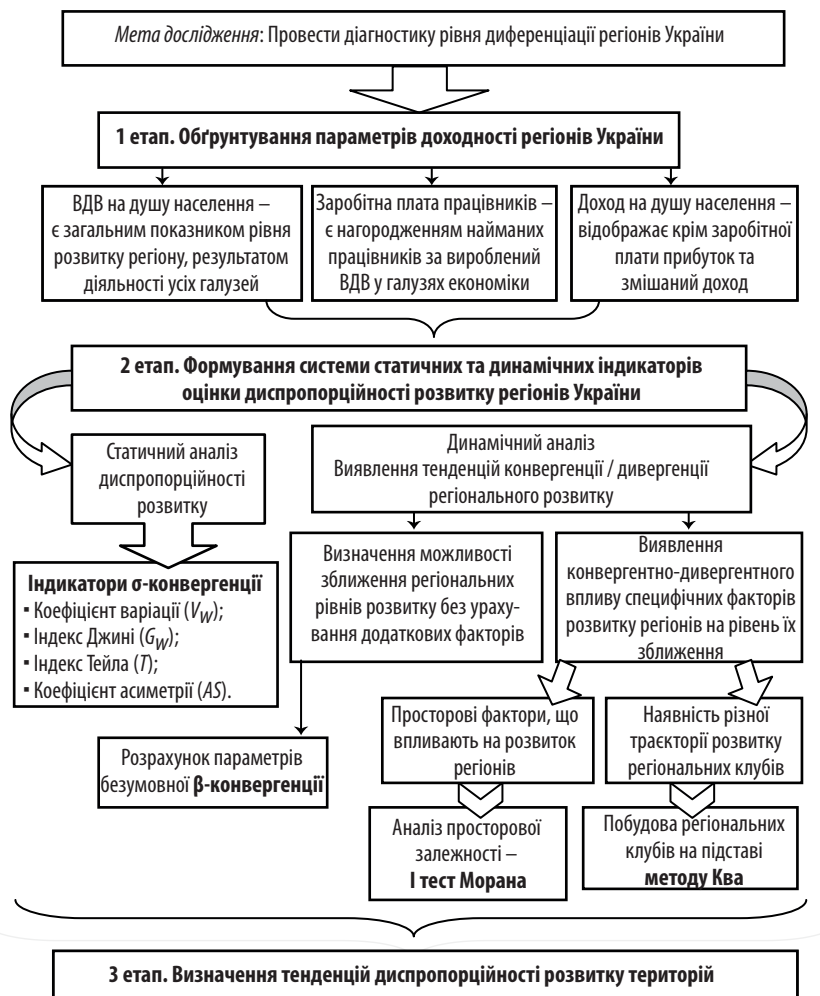 Мета дослідження: Провести діагностику рівня диференціації регіонів України
1 етап. Обґрунтування параметрів доходності регіонів України
ВДВ на душу населення –
є загальним показником рівня
розвитку регіону, результатом
діяльності усіх галузей
Заробітна плата працівників –
є нагородженням найманих
працівників за вироблений
ВДВ у галузях економіки
Доход на душу населення –
відображає крім заробітної
плати прибуток та
змішаний доход
2 етап. Формування системи статичних та динамічних індикаторів
оцінки диспропорційності розвитку регіонів України
Статичний аналіз
диспропорційності
розвитку
Динамічний аналіз
Виявлення тенденцій конвергенції / дивергенції
регіонального розвитку
Індикатори σ-конвергенції
▪ Коефіцієнт варіації (V_W);
▪ Індекс Джині (G_W);
▪ Індекс Тейла (T);
▪ Коефіцієнт асиметрії (AS).
Визначення можливості
зближення регіональних
рівнів розвитку без ураху-
вання додаткових факторів
Виявлення
конвергентно-дивергентного
впливу специфічних факторів
розвитку регіонів на рівень їх
зближення
Розрахунок параметрів
безумовної β-конвергенції
Просторові фактори, що
впливають на розвиток
регіонів
Наявність різної
траєкторії розвитку
регіональних клубів
Аналіз просторової
залежності –
I тест Морана
Побудова регіональних
клубів на підставі
методу Ква
3 етап. Визначення тенденцій диспропорційності розвитку територій